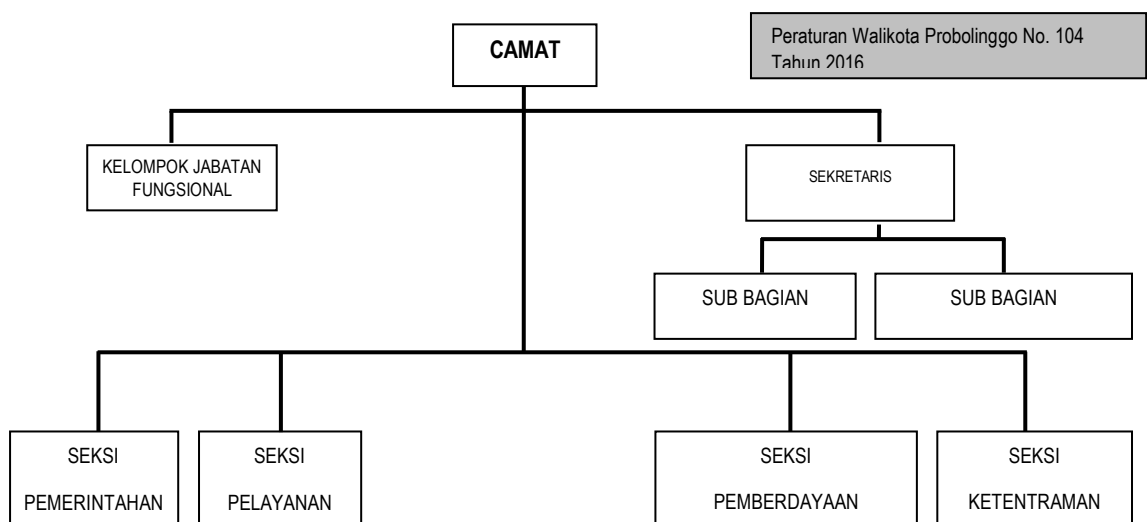 CAMAT
Peraturan Walikota Probolinggo No. 104
Tahun 2016
KELOMPOK JABATAN
FUNGSIONAL
SEKRETARIS
SUB BAGIAN
SUB BAGIAN
SEKSI
PEMERINTAHAN
SEKSI
PELAYANAN
SEKSI
PEMBERDAYAAN
SEKSI
KETENTRAMAN